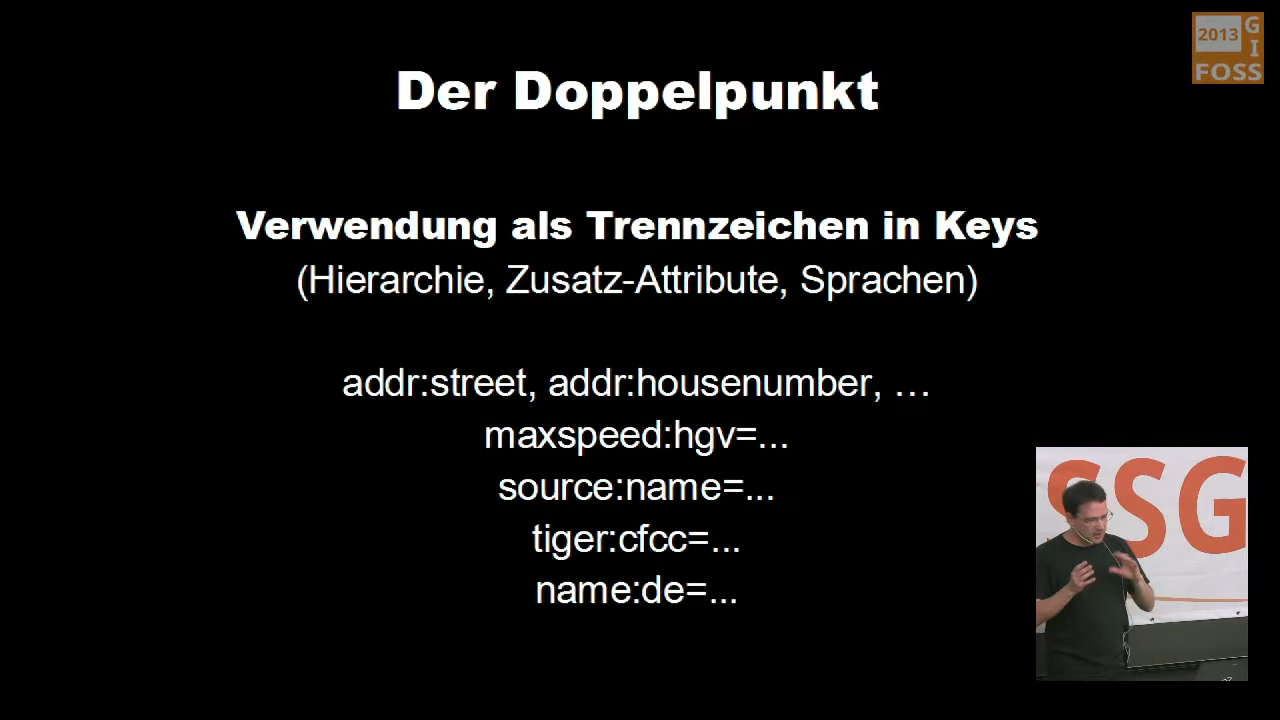 2013 G
I
FOSS
Der Doppelpunkt
Verwendung als Trennzeichen in Keys
(Hierarchie, Zusatz-Attribute, Sprachen)
addr:street, addr:housenumber, …
maxspeed:hgv=...
source:name=...
tiger:cfcc=...
name:de=...
SSG